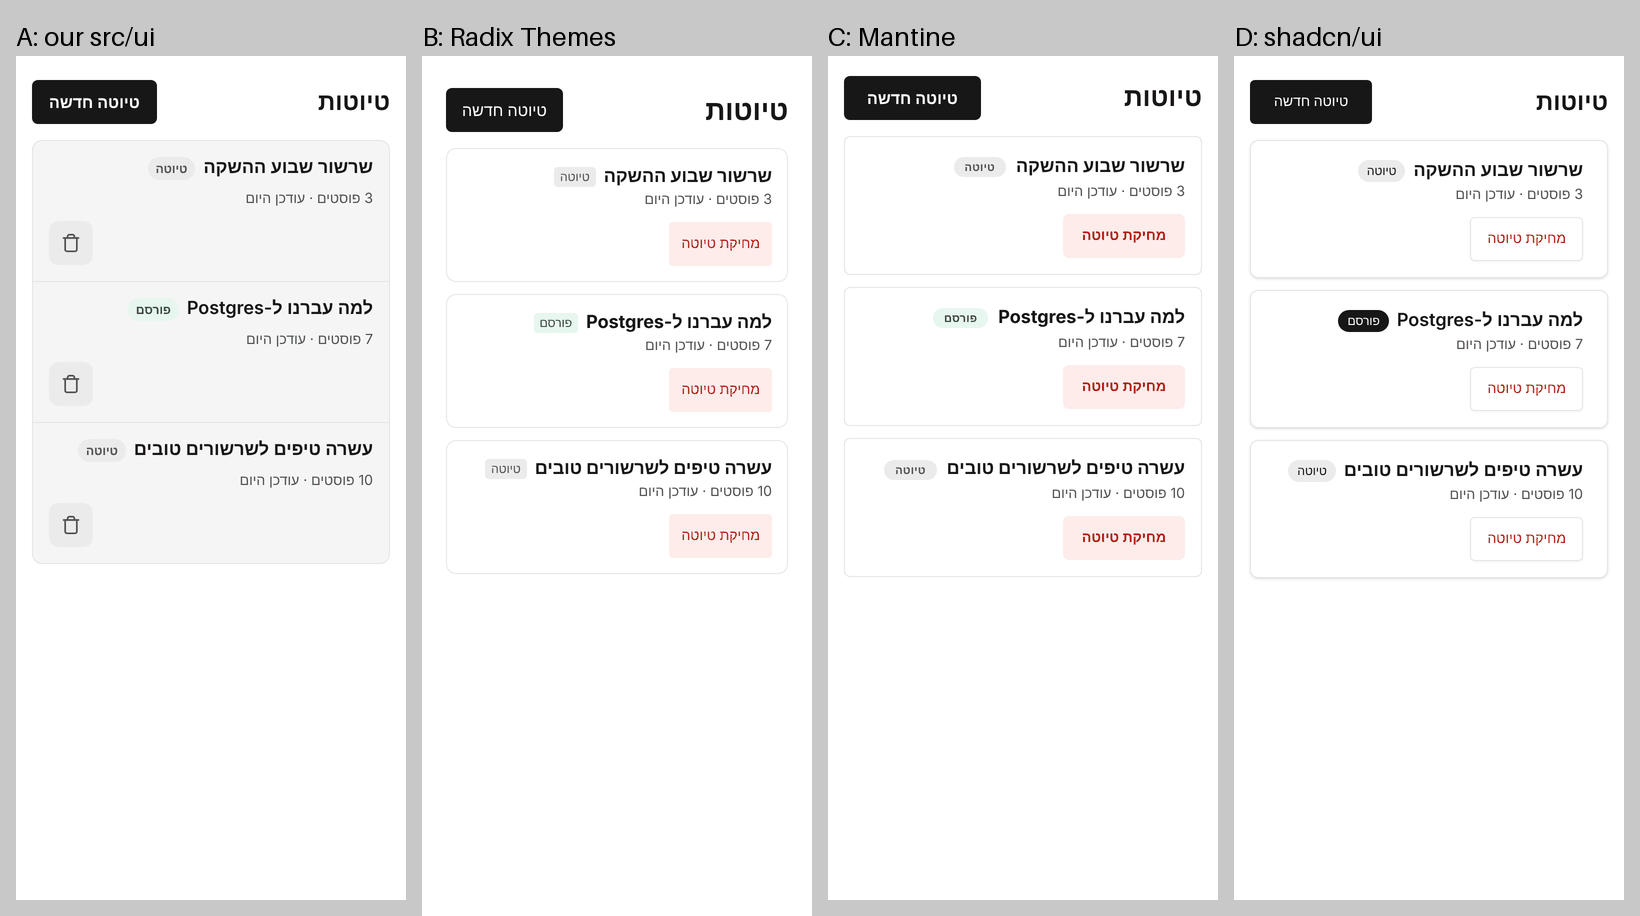 A: our src/ui
טיוטות
טיוטה חדשה
שרשור שבוע ההשקה
טיוטה
3 פוסטים · עודכן היום
למה עברנו ל-Postgres
פורסם
7 פוסטים · עודכן היום
עשרה טיפים לשרשורים טובים
טיוטה
10 פוסטים · עודכן היום
B: Radix Themes
טיוטות
טיוטה חדשה
שרשור שבוע ההשקה
טיוטה
3 פוסטים · עודכן היום
מחיקת טיוטה
למה עברנו ל-Postgres
פורסם
7 פוסטים · עודכן היום
מחיקת טיוטה
עשרה טיפים לשרשורים טובים
טיוטה
10 פוסטים · עודכן היום
מחיקת טיוטה
C: Mantine
טיוטות
טיוטה חדשה
שרשור שבוע ההשקה
טיוטה
3 פוסטים · עודכן היום
מחיקת טיוטה
למה עברנו ל-Postgres
פורסם
7 פוסטים · עודכן היום
מחיקת טיוטה
עשרה טיפים לשרשורים טובים
טיוטה
10 פוסטים · עודכן היום
מחיקת טיוטה
D: shadcn/ui
טיוטות
טיוטה חדשה
שרשור שבוע ההשקה
טיוטה
3 פוסטים · עודכן היום
מחיקת טיוטה
למה עברנו ל-Postgres
פורסם
7 פוסטים · עודכן היום
מחיקת טיוטה
עשרה טיפים לשרשורים טובים
טיוטה
10 פוסטים · עודכן היום
מחיקת טיוטה